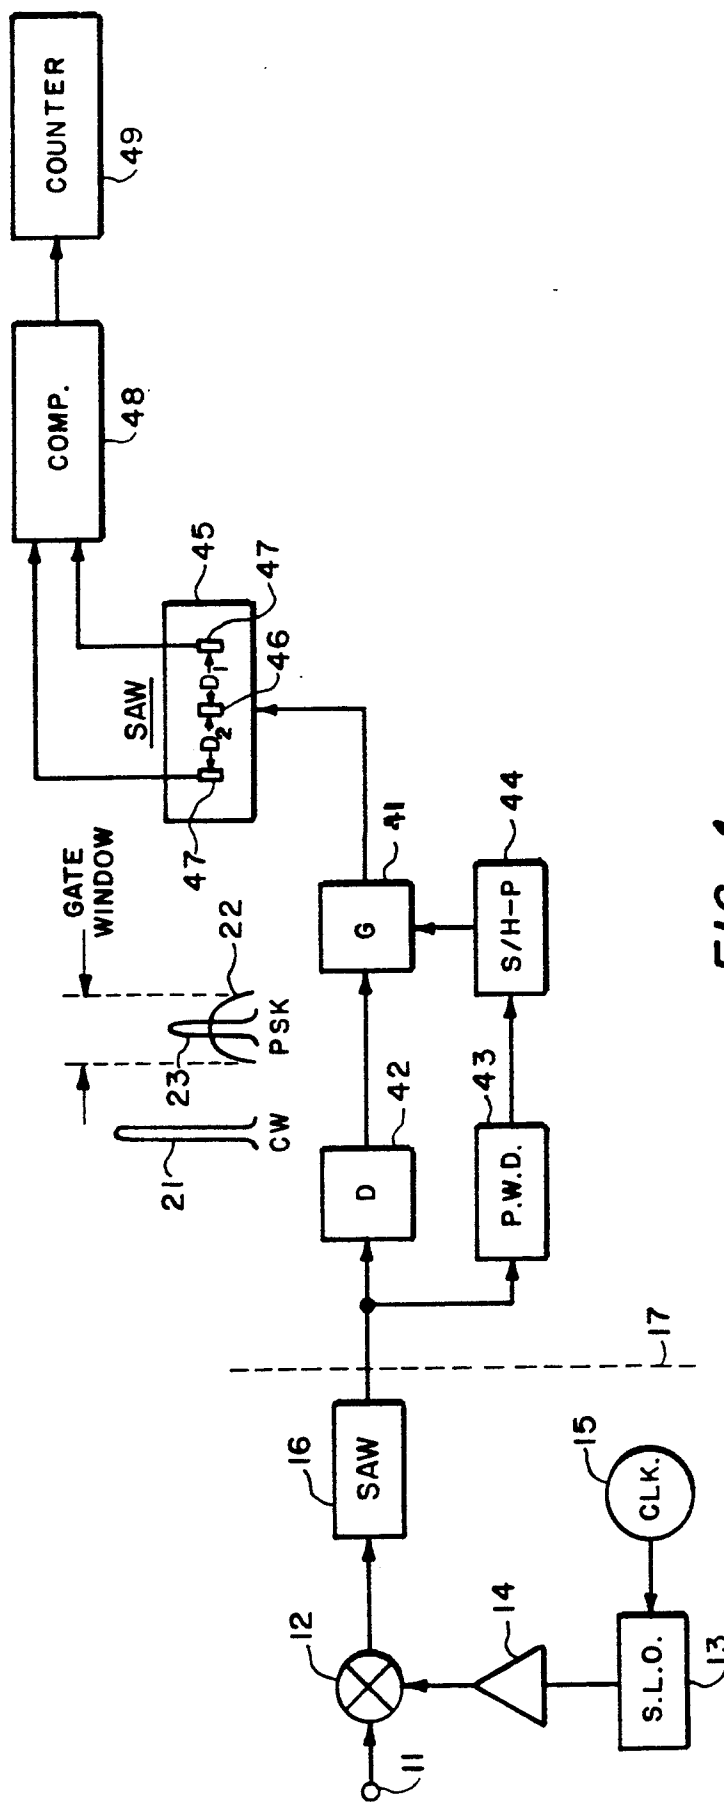 11
12
S.L.O.
13
14
CLK.
15
SAW
16
17
D
42
P.W.D.
43
S/H-P
44
G
41
21
CW
23
PSK
22
GATE
WINDOW
SAW
45
47
D2
46
D1
47
COMP.
48
COUNTER
49
FIG.